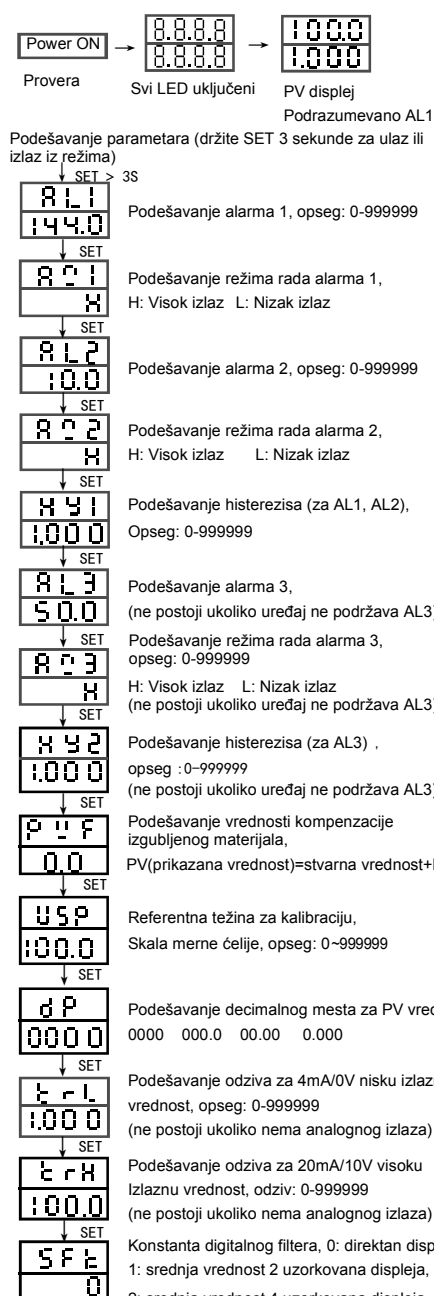 Power ON
8.8.8.8
8.8.8.8
100.0
1.000
Provera
Svi LED uključeni
PV displej
Podrazumevano AL1
Podešavanje parametara (držite SET 3 sekunde za ulaz ili
izlaz iz režima)
SET > 3S
AL1
144.0
Podešavanje alarma 1, opseg: 0-999999
SET
Podešavanje režima rada alarma 1,
H
H: Visok izlaz L: Nizak izlaz
SET
AL2
10.0
Podešavanje alarma 2, opseg: 0-999999
SET
Podešavanje režima rada alarma 2,
H
H: Visok izlaz L: Nizak izlaz
SET
HY1
Podešavanje histerezisa (za AL1, AL2),
1.000
Opseg: 0-999999
SET
AL3
Podešavanje alarma 3,
50.0
(ne postoji ukoliko uređaj ne podržava AL3)
SET
Podešavanje režima rada alarma 3,
opseg: 0-999999
H
H: Visok izlaz L: Nizak izlaz
(ne postoji ukoliko uređaj ne podržava AL3)
SET
HY2
Podešavanje histerezisa (za AL3) ,
1.000
opseg :0-999999
(ne postoji ukoliko uređaj ne podržava AL3)
SET
PVF
Podešavanje vrednosti kompenzacije
izgubljenog materijala,
0.0
PV(prikazana vrednost)=stvarna vrednost+
SET
USP
Referentna težina za kalibraciju,
100.0
Skala merne ćelije, opseg: 0~999999
SET
dP
Podešavanje decimalnog mesta za PV
0000
0000 000.0 00.00 0.000
SET
trL
Podešavanje odziva za 4mA/0V nisku
1.000
vrednost, opseg: 0-999999
(ne postoji ukoliko nema analognog izlaza)
SET
trH
Podešavanje odziva za 20mA/10V visoku
100.0
Izlaznu vrednost, odziv: 0-999999
(ne postoji ukoliko nema analognog izlaza)
SET
SFt
Konstanta digitalnog filtera, 0: direktan
0
1: srednja vrednost 2 uzorkovana displeja,